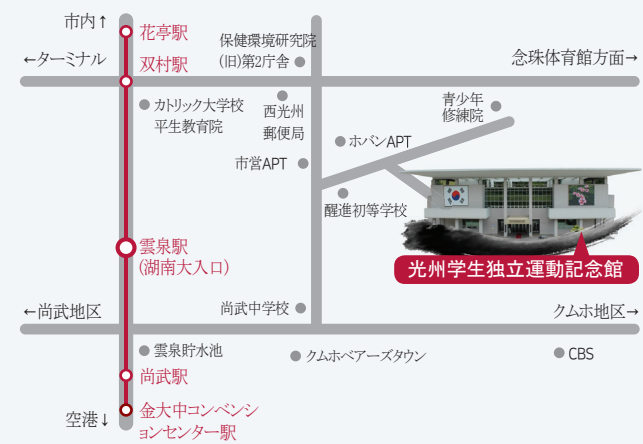 市内↑
花亭駅
保健環境研究院
(旧)第2庁舎
←ターミナル
双村駅
念珠体育館方面→
カトリック大学校
平生教育院
西光州
郵便局
青少年
修練院
ホバンAPT
市営APT
醒進初等学校
雲泉駅
(湖南大入口)
光州学生独立運動記念館
←尚武地区
尚武中学校
クムホ地区→
雲泉貯水池
クムホベアーズタウン
CBS
尚武駅
空港↓
金大中コンベンシ
ョンセンター駅